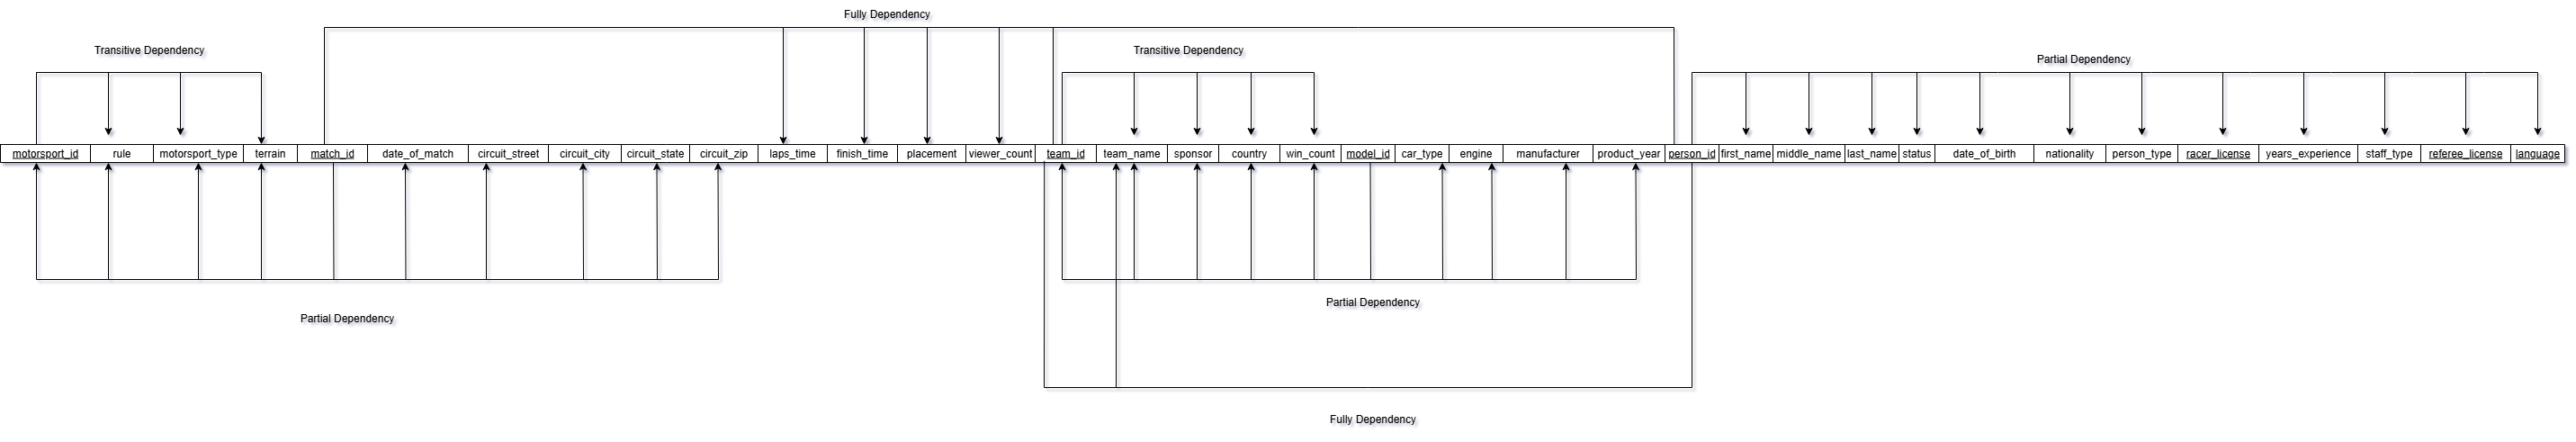 Fully Dependency
Transitive Dependency
Transitive Dependency
Partial Dependency
motorsport_id rule motorsport_type terrain match_id date_of_match circuit_street circuit_city circuit_state circuit_zip laps_time finish_time placement viewer_count team_id team_name sponsor country win_count model_id car_type engine manufacturer product_year person_id first_name middle_name last_name status date_of_birth nationality person_type racer_license years_experience staff_type referee_license language
Partial Dependency
Partial Dependency
Fully Dependency